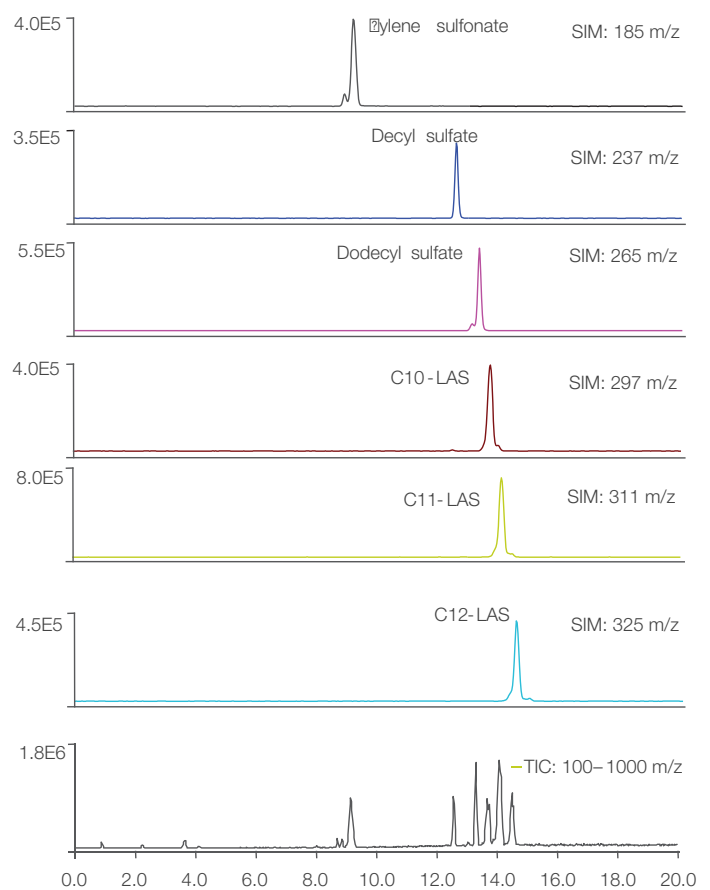 4.0E5
ylene sulfonate
SIM: 185 m/z
3.5E5
Decyl sulfate
SIM: 237 m/z
5.5E5
Dodecyl sulfate
SIM: 265 m/z
4.0E5
C10-LAS
SIM: 297 m/z
8.0E5
C11-LAS
SIM: 311 m/z
4.5E5
C12-LAS
SIM: 325 m/z
1.8E6
TIC: 100–1000 m/z
0.0 2.0 4.0 6.0 8.0 10.0 12.0 14.0 16.0 18.0 20.0